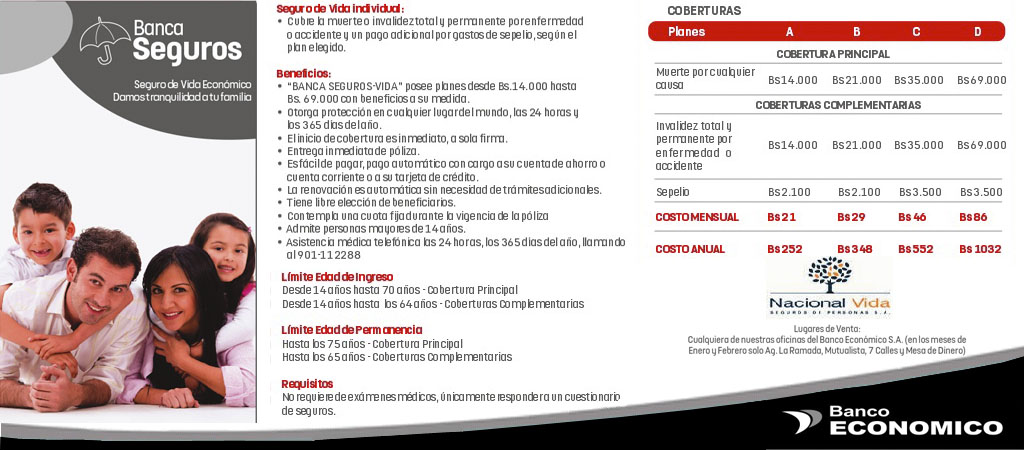 Banca
Seguros
Seguro de Vida Económico
Damos tranquilidad a tu familia
Seguro de Vida individual:
• Cubre la muerte o invalidez total y permanente por enfermedad
o accidente y un pago adicional por gastos de sepelio, según el
plan elegido.
Beneficios:
• "BANCA SEGUROS-VIDA" posee planes desde Bs.14.000 hasta
Bs. 69.000 con beneficios a su medida.
• Otorga protección en cualquier lugar del mundo, las 24 horas y
los 365 días del año.
• El inicio de cobertura es inmediato, a sola firma.
• Entrega inmediata de póliza.
• Es fácil de pagar, pago automático con cargo a su cuenta de ahorro o
cuenta corriente o a su tarjeta de crédito.
• La renovación es automática sin necesidad de trámites adicionales.
• Tiene libre elección de beneficiarios.
• Contempla una cuota fija durante la vigencia de la póliza
• Admite personas mayores de 14 años.
• Asistencia médica telefónica las 24 horas, los 365 días del año, llamando
al 901-112288
Límite Edad de Ingreso
Desde 14 años hasta 70 años - Cobertura Principal
Desde 14 años hasta los 64 años - Coberturas Complementarias
Límite Edad de Permanencia
Hasta los 75 años - Cobertura Principal
Hasta los 65 años - Coberturas Complementarias
Requisitos
No requiere de exámenes médicos, únicamente responder a un cuestionario
de seguros.
COBERTURAS
Planes A B C D
COBERTURA PRINCIPAL
Muerte por cualquier
causa Bs14.000 Bs21.000 Bs35.000 Bs69.000
COBERTURAS COMPLEMENTARIAS
Invalidez total y
permanente por
enfermedad o
accidente Bs14.000 Bs21.000 Bs35.000 Bs69.000
Sepelio Bs2.100 Bs2.100 Bs3.500 Bs3.500
COSTO MENSUAL Bs21 Bs29 Bs 46 Bs86
COSTO ANUAL Bs252 Bs348 Bs552 Bs 1032
Nacional Vida
SEGUROS DE PERSONAS S.A.
Lugares de Venta:
Cualquiera de nuestros oficinas del Banco Económico S.A. (en los meses de
Enero y Febrero solo Ag. La Ramada, Mutualista, 7 Calles y Mesa de Dinero)
Banco
ECONOMICO